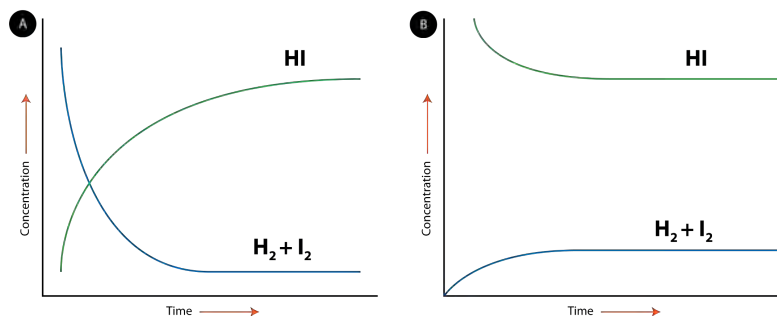 A
HI
H₂ + I₂
Concentration
Time
B
HI
H₂ + I₂
Concentration
Time